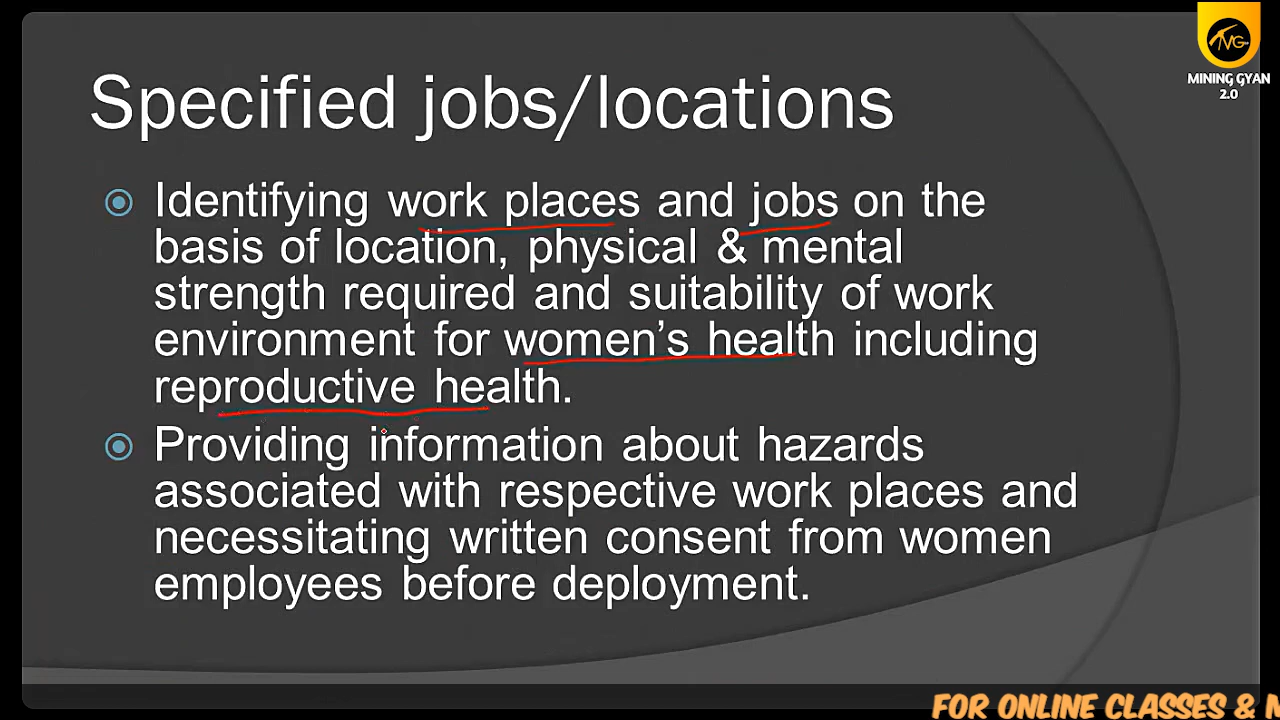 Specified jobs/locations
Identifying work places and jobs on the
basis of location, physical & mental
strength required and suitability of work
environment for women's health including
reproductive health.
Providing information about hazards
associated with respective work places and
necessitating written consent from women
employees before deployment.
MG
MINING GYAN
2.0
FOR ONLINE CLASSES &